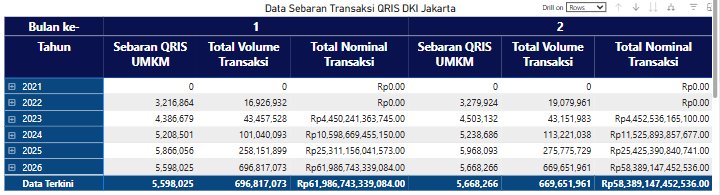 Data Sebaran Transaksi QRIS DKI Jakarta
Drill on Rows
Bulan ke- 1 2
Tahun Sebaran QRIS UMKM Total Volume Transaksi Total Nominal Transaksi Sebaran QRIS UMKM Total Volume Transaksi Total Nominal Transaksi
2021 0 0 Rp0.00 0 0 Rp0.00
2022 3,216,864 16,926,932 Rp0.00 3,279,924 19,079,961 Rp0.00
2023 4,386,679 43,457,528 Rp4,450,241,363,745.00 4,503,132 43,151,983 Rp4,452,536,165,100.00
2024 5,208,501 101,040,093 Rp10,598,669,455,150.00 5,238,686 113,221,038 Rp11,525,893,857,677.00
2025 5,866,056 258,151,899 Rp25,311,156,041,573.00 5,968,093 275,775,729 Rp25,425,390,840,741.00
2026 5,598,025 696,817,073 Rp61,986,743,339,084.00 5,668,266 669,651,961 Rp58,389,147,452,536.00
Data Terkini 5,598,025 696,817,073 Rp61,986,743,339,084.00 5,668,266 669,651,961 Rp58,389,147,452,536.00